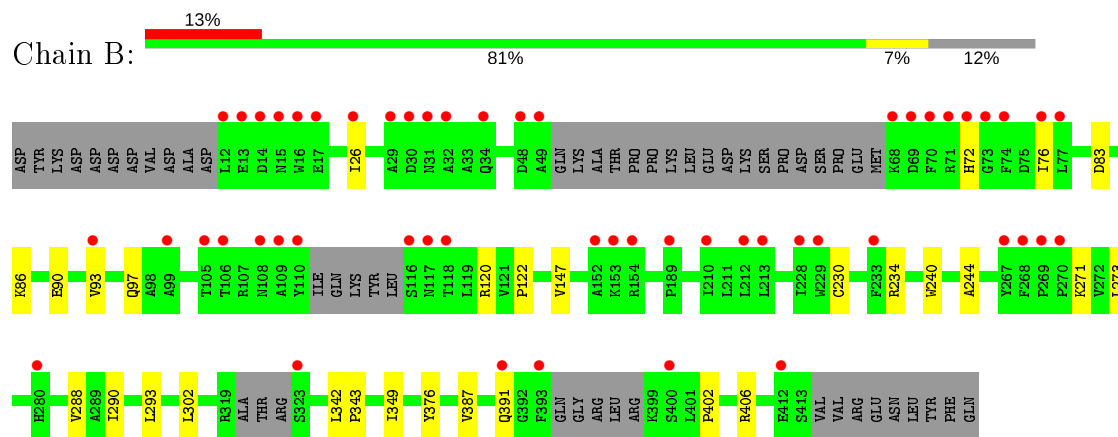 13%
Chain B:
81% 7% 12%
ASP TYR LYS ASP ASP ASP ASP VAL ASP ALA ASP L12 E13 D14 N15 W16 E17 I26 A29 D30 N31 A32 A33 Q34 D48 A49 GLN LYS ALA THR PRO PRO LYS LEU GLU ASP LYS SER PRO ASP SER PRO GLU MET K68 D69 F70 R71 H72 G73 F74 D75 I76 L77 D83
K86 E90 V93 Q97 A98 A99 T105 T106 R107 N108 A109 Y110 ILE GLN LYS TYR LEU S116 N117 T118 L119 R120 V121 P122 V147 A152 K153 R154 P189 I210 L211 L212 L213 I228 W229 C230 F233 R234 W240 A244 Y267 F268 P269 P270 K271 V272
H280 V288 A289 I290 L293 L302 R319 ALA THR ARG S323 L342 P343 I349 Y376 V387 Q391 G392 F393 GLN GLY ARG LEU ARG K399 S400 L401 P402 R406 E412 S413 VAL VAL ARG GLU ASN LEU TYR PHE GLN